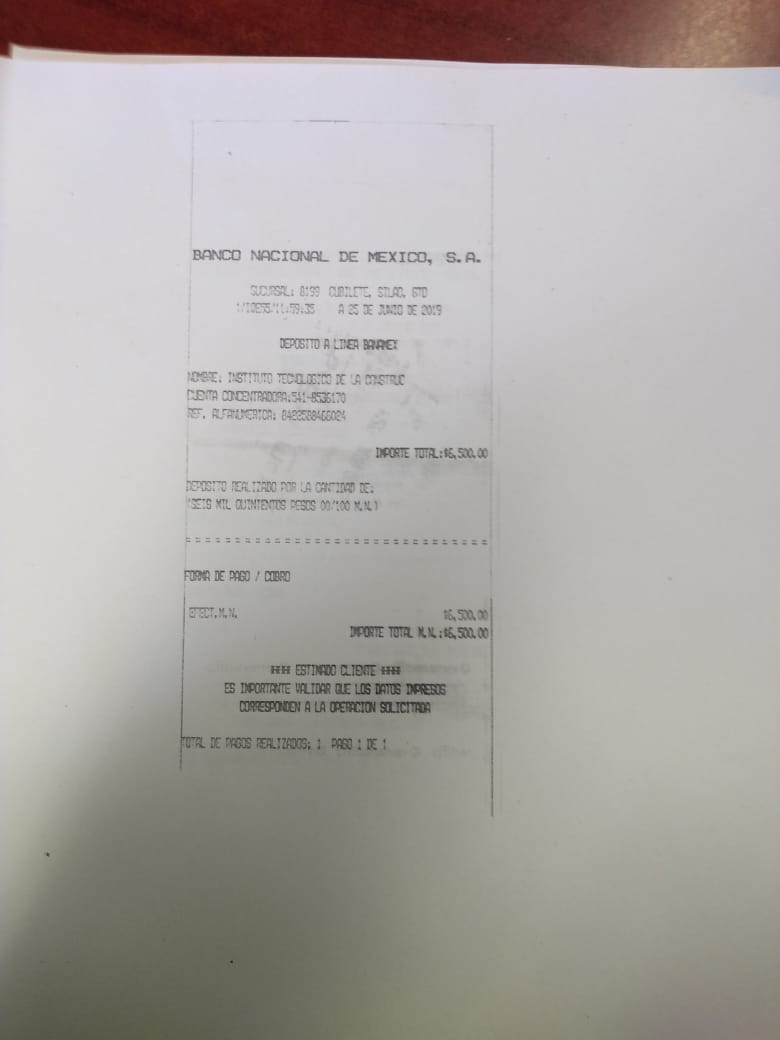 BANCO NACIONAL DE MEXICO, S.A.
SUCURSAL: 8199 CUBILETE, SILAO, GTO
A 25 DE JUNIO DE 2019
DEPOSITO A LINEA BANAMEX
NOMBRE: INSTITUTO TECNOLOGICO DE LA CONSTRUC
CUENTA CONCENTRADORA:541-8536170
REF. ALFANUMERICA:
IMPORTE TOTAL:$6,500.00
DEPOSITO REALIZADO POR LA CANTIDAD DE:
(SEIS MIL QUINIENTOS PESOS 00/100 M.N.)
FORMA DE PAGO / COBRO
EFECT.M.N. $6,500.00
IMPORTE TOTAL M.N.:$6,500.00
### ESTIMADO CLIENTE ###
ES IMPORTANTE VALIDAR QUE LOS DATOS IMPRESOS
CORRESPONDEN A LA OPERACION SOLICITADA
TOTAL DE PAGOS REALIZADOS: 1 PAGO 1 DE 1